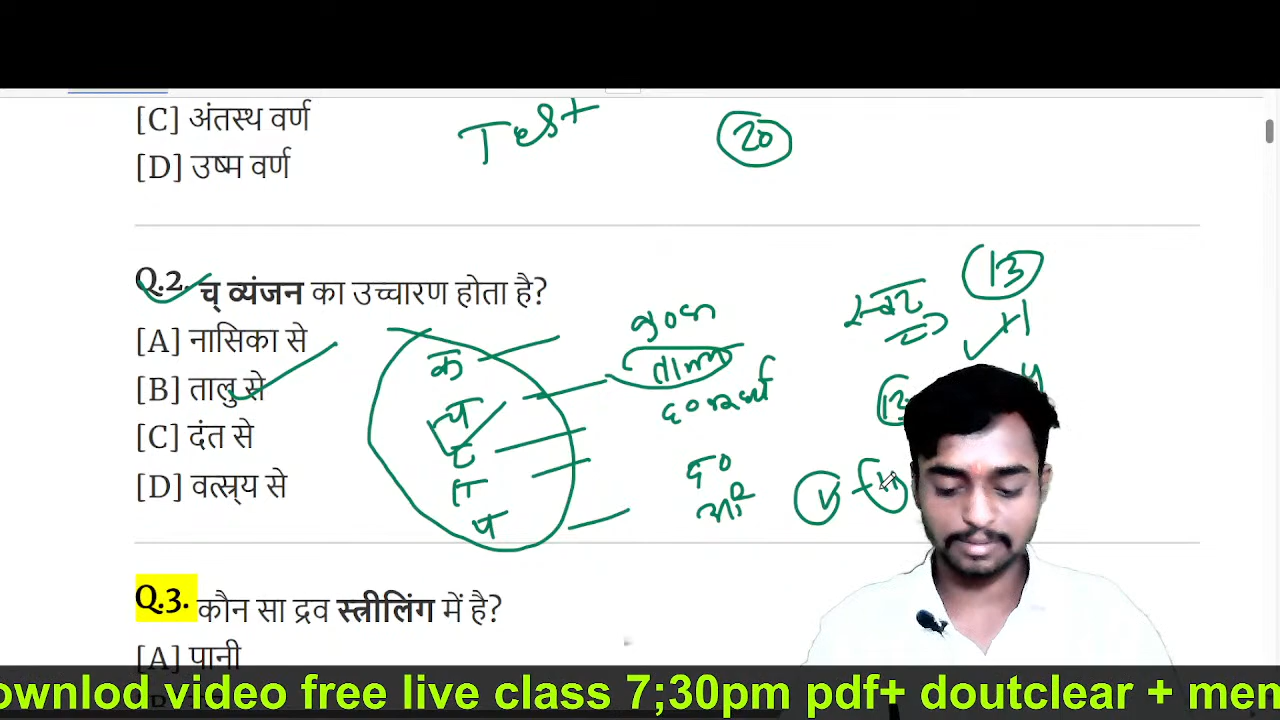 [C] अंतस्थ वर्ण
Test
20
[D] उष्म वर्ण
Q.2. च् व्यंजन का उच्चारण होता है?
13
[A] नासिका से
क
[B] तालु से
च
[C] दंत से
ट
त
[D] वर्त्स्य से
प
Q.3. कौन सा द्रव स्त्रीलिंग में है?
[A] पानी
ownlod video free live class 7;30pm pdf+ doutclear + men